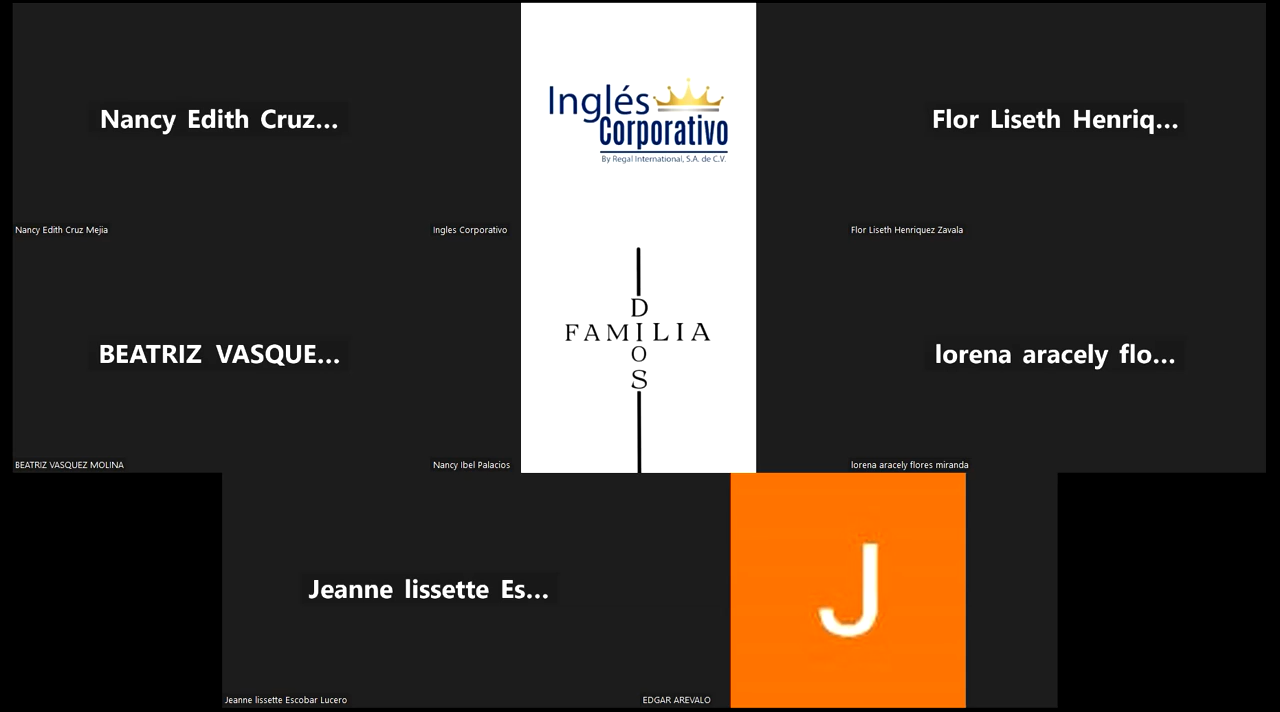 Nancy Edith Cruz...
Nancy Edith Cruz Mejia
Inglés
Corporativo
By Regal International, S.A. de C.V.
Ingles Corporativo
Flor Liseth Henriq...
Flor Liseth Henriquez Zavala
BEATRIZ VASQUE...
BEATRIZ VASQUEZ MOLINA
FAMILIA
DIOS
Nancy Ibel Palacios
lorena aracely flo...
lorena aracely flores miranda
Jeanne lissette Es...
Jeanne lissette Escobar Lucero
J
EDGAR AREVALO